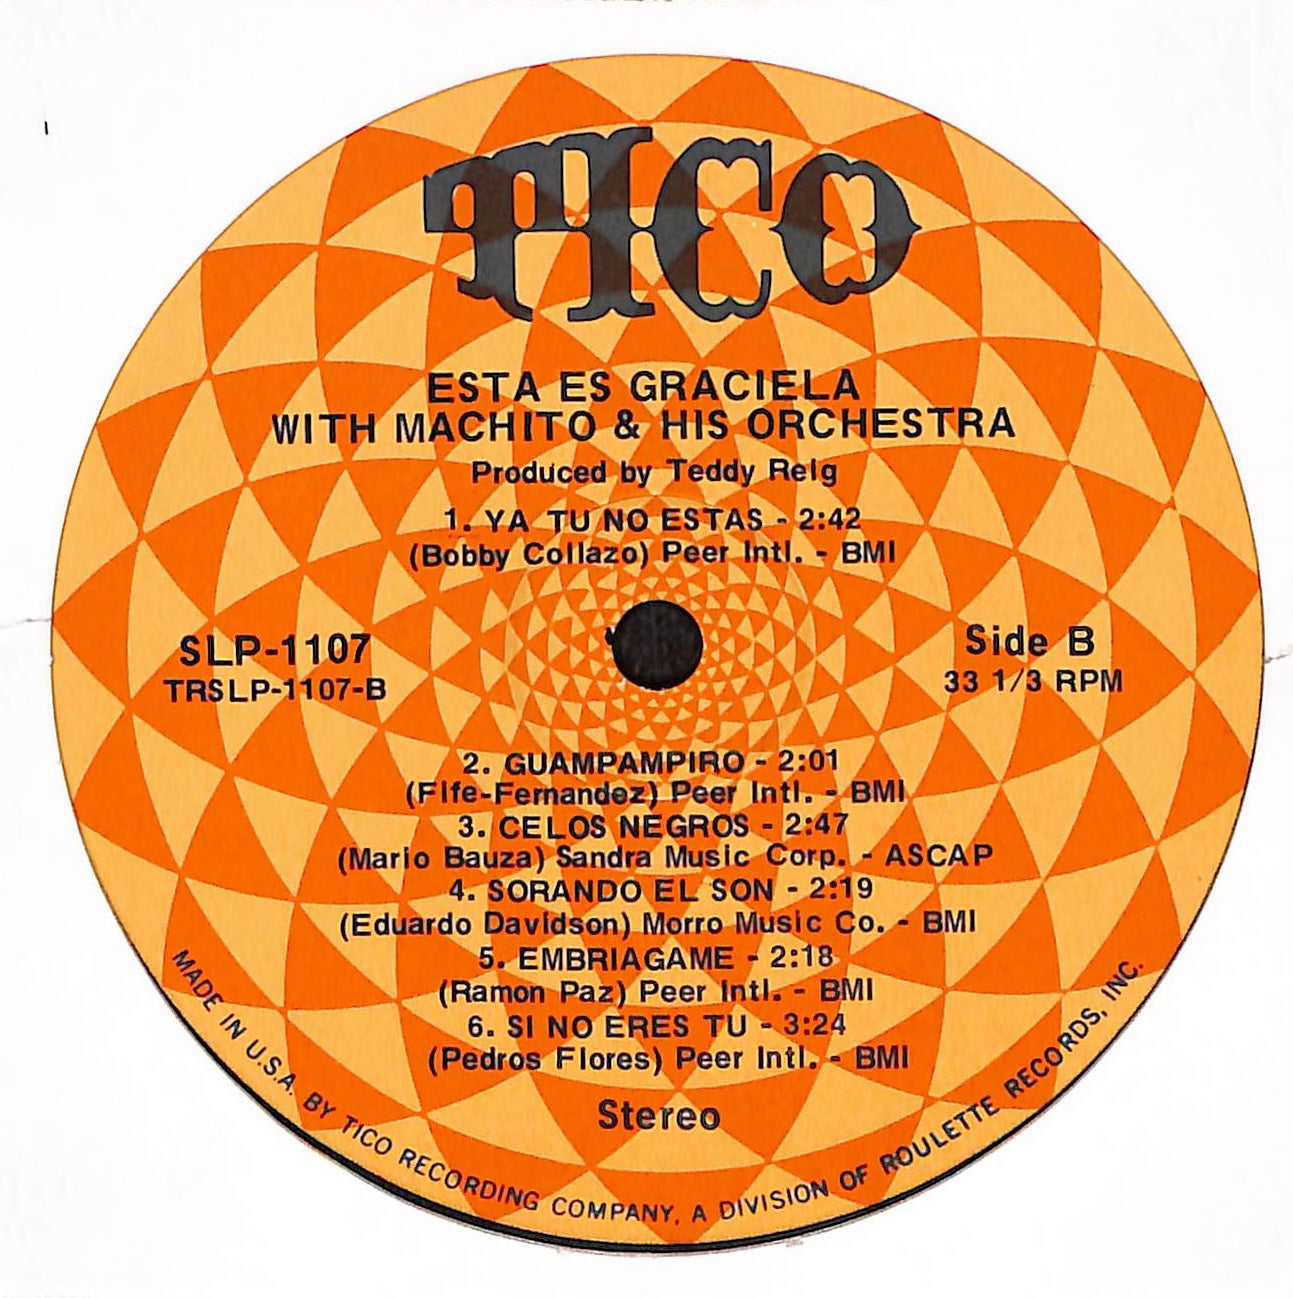 TICO
ESTA ES GRACIELA
WITH MACHITO & HIS ORCHESTRA
Produced by Teddy Reig
1. YA TU NO ESTAS - 2:42
(Bobby Collazo) Peer Intl. - BMI
SLP-1107
TRSLP-1107-B
Side B
33 1/3 RPM
2. GUAMPAMPIRO - 2:01
(Fife-Fernandez) Peer Intl. - BMI
3. CELOS NEGROS - 2:47
(Mario Bauza) Sandra Music Corp. - ASCAP
4. SORANDO EL SON - 2:19
(Eduardo Davidson) Morro Music Co. - BMI
5. EMBRIAGAME - 2:18
(Ramon Paz) Peer Intl. - BMI
6. SI NO ERES TU - 3:24
(Pedros Flores) Peer Intl. - BMI
Stereo
MADE IN U.S.A. BY TICO RECORDING COMPANY, A DIVISION OF ROULETTE RECORDS, INC.